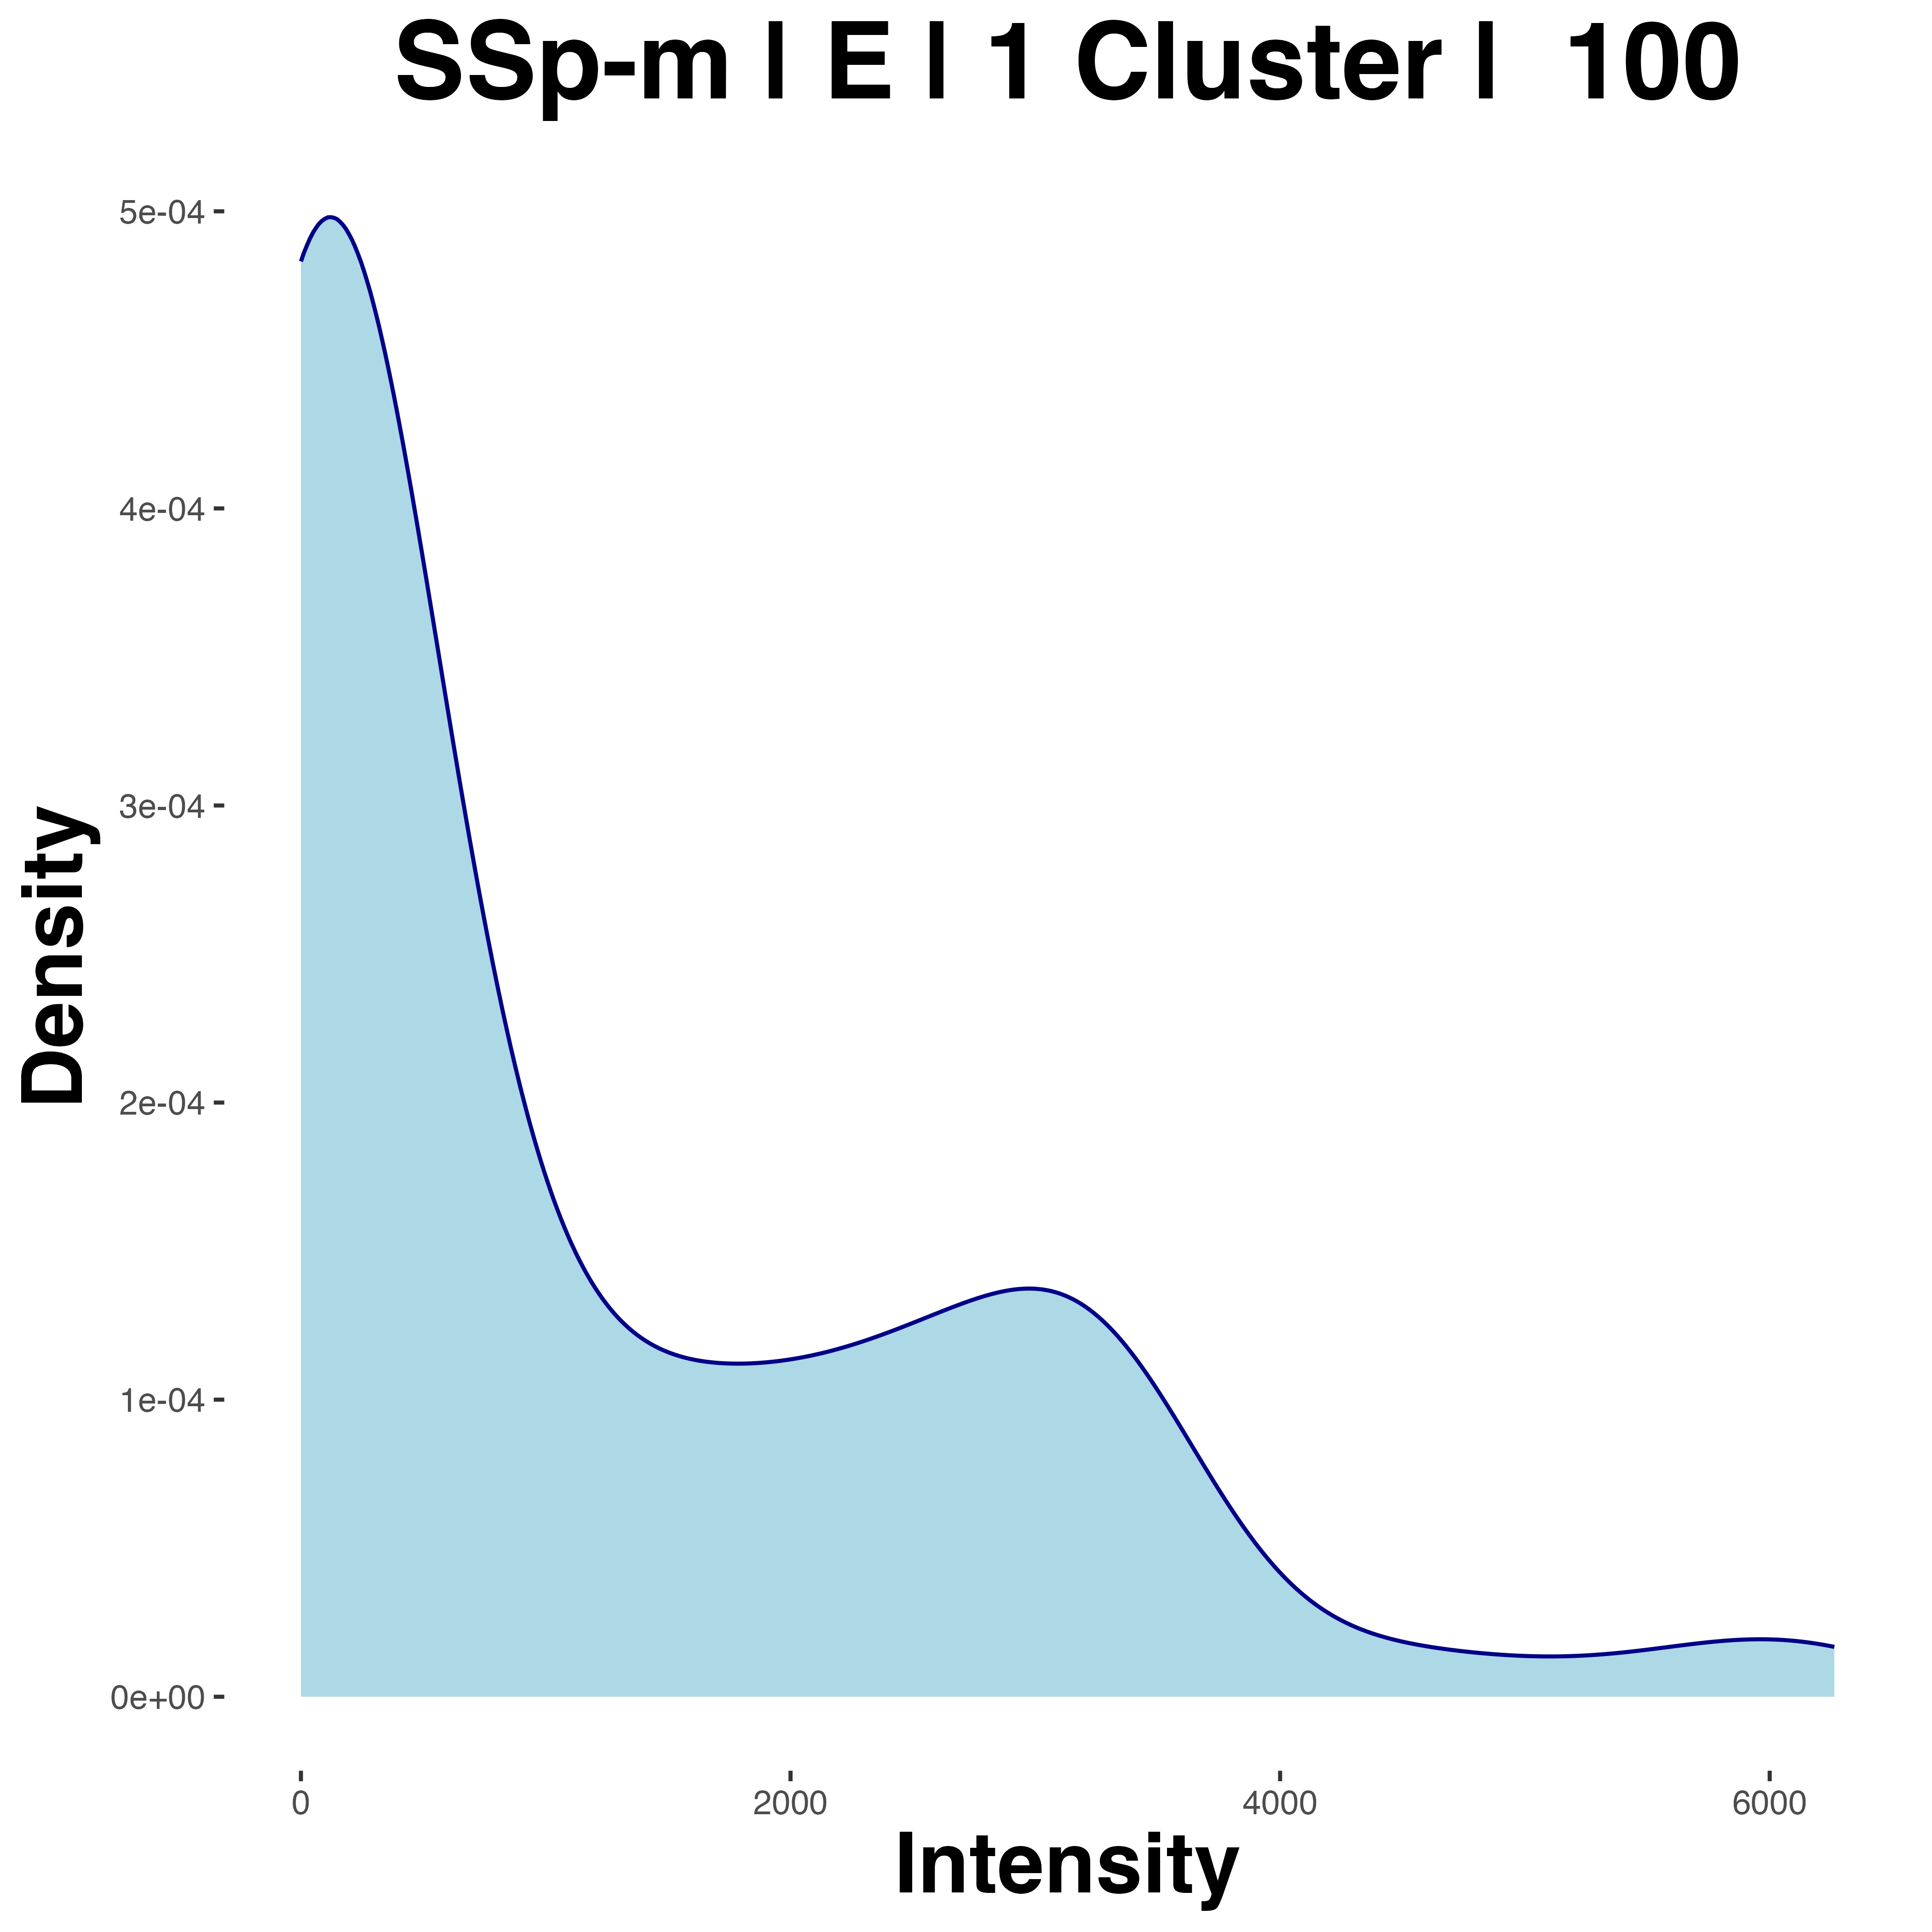 SSp-m | E | 1 Cluster | 100
5e-04
4e-04
3e-04
2e-04
1e-04
0e+00
Density
0 2000 4000 6000
Intensity